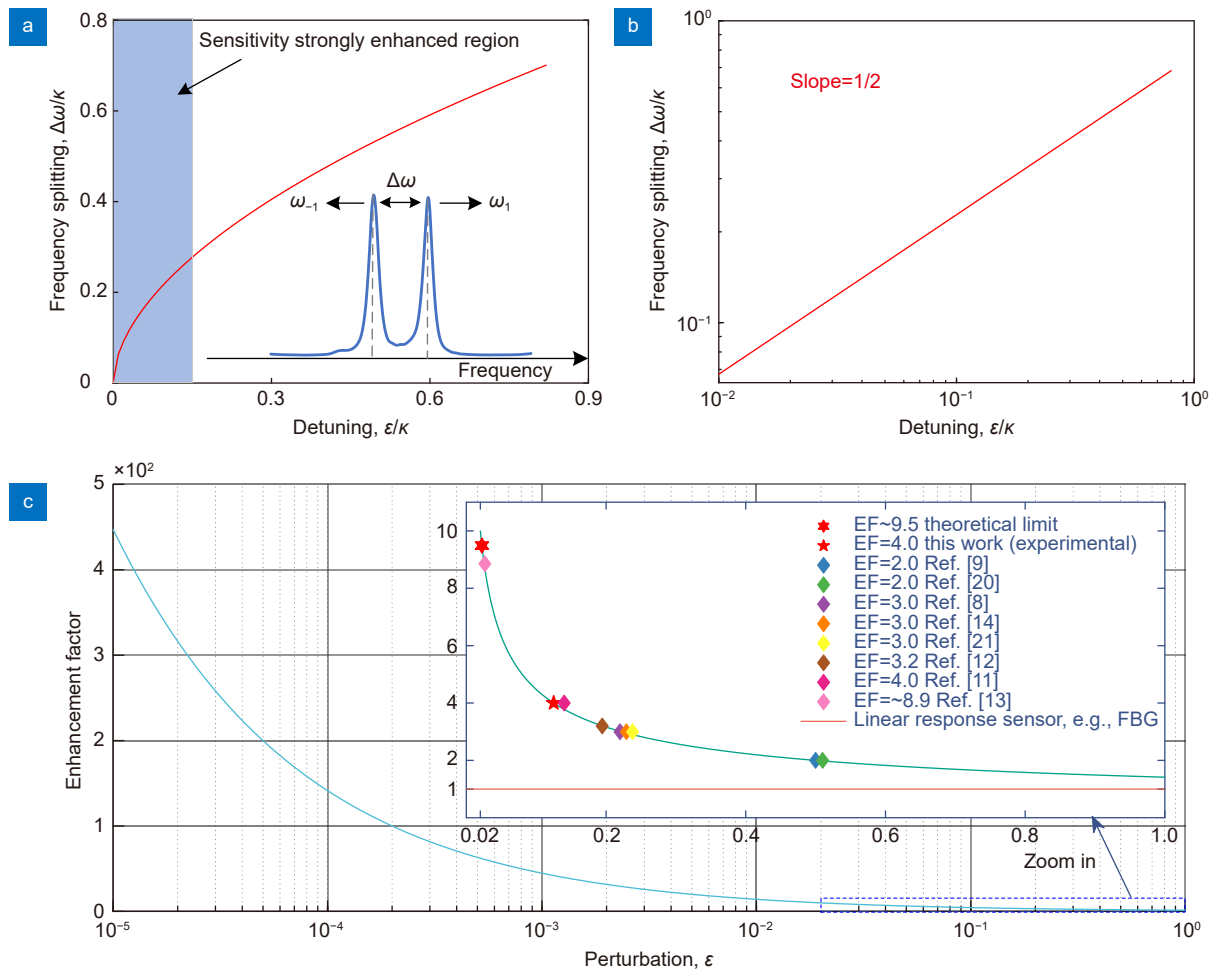 a
0.8
0.6
0.4
0.2
0
Frequency splitting, Δω/κ
Sensitivity strongly enhanced region
Δω
ω₋₁
ω₁
Frequency
0
0.3
0.6
0.9
Detuning, ε/κ
b
10⁰
10⁻¹
Frequency splitting, Δω/κ
Slope=1/2
10⁻²
10⁻¹
10⁰
Detuning, ε/κ
c
×10²
5
4
3
2
1
0
Enhancement factor
10
8
6
4
2
1
EF~9.5 theoretical limit
EF=4.0 this work (experimental)
EF=2.0 Ref. [9]
EF=2.0 Ref. [20]
EF=3.0 Ref. [8]
EF=3.0 Ref. [14]
EF=3.0 Ref. [21]
EF=3.2 Ref. [12]
EF=4.0 Ref. [11]
EF=~8.9 Ref. [13]
Linear response sensor, e.g., FBG
0.02
0.2
0.4
0.6
0.8
1.0
Zoom in
10⁻⁵
10⁻⁴
10⁻³
10⁻²
10⁻¹
10⁰
Perturbation, ε